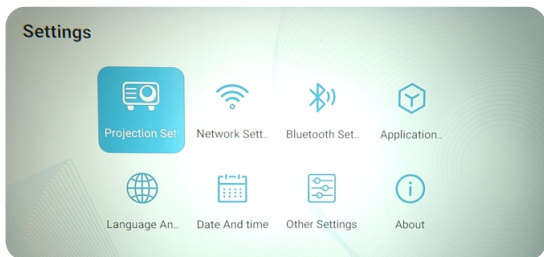 Settings
Projection Set
Network Sett..
Bluetooth Set..
Application..
Language An..
Date And time
Other Settings
About